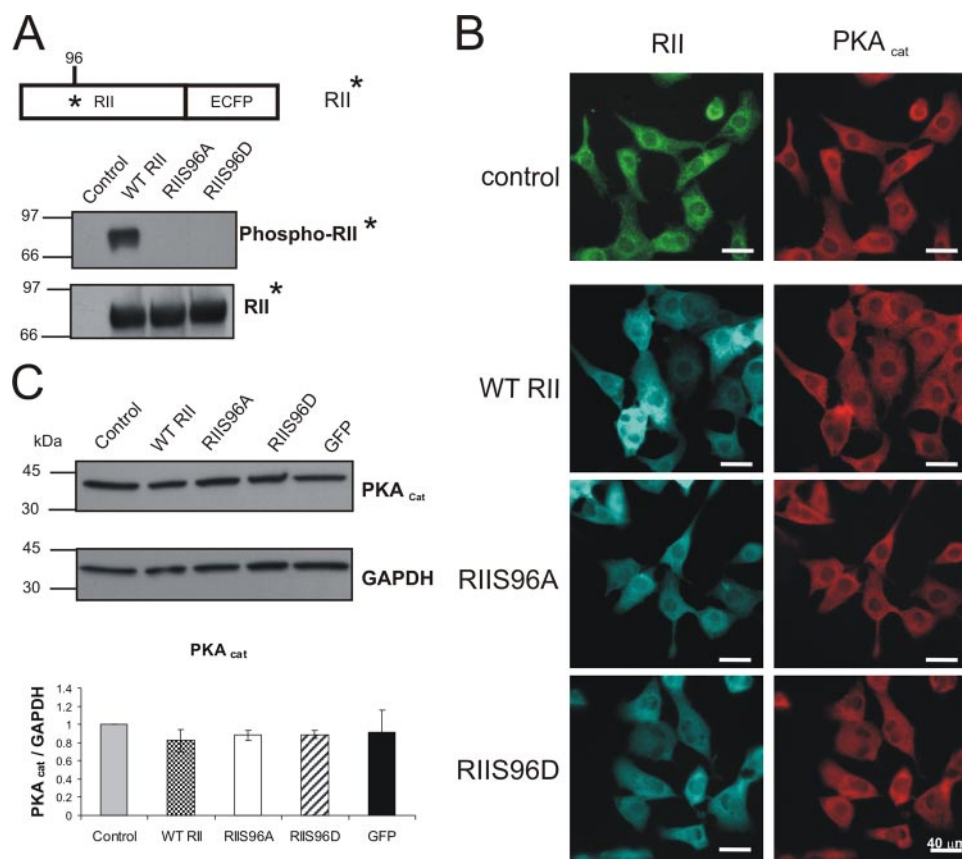 A
96
* RII
ECFP
RII*
Control
WT RII
RIIS96A
RIIS96D
97
66
Phospho-RII*
97
66
RII*
B
RII
PKA cat
control
WT RII
RIIS96A
RIIS96D
40 µm
C
kDa
Control
WT RII
RIIS96A
RIIS96D
GFP
45
30
PKA Cat
45
30
GAPDH
PKA cat
PKA cat / GAPDH
1.4
1.2
1
0.8
0.6
0.4
0.2
0
Control
WT RII
RIIS96A
RIIS96D
GFP